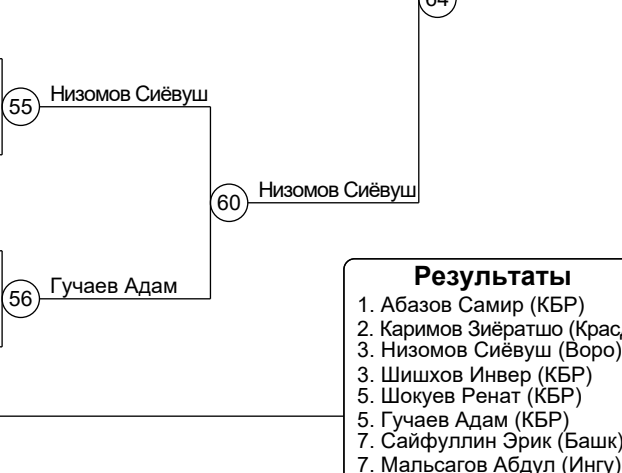 64
Низомов Сиёвуш
55
Низомов Сиёвуш
60
Гучаев Адам
56
Результаты
1. Абазов Самир (КБР)
2. Каримов Зиёратшо (Крас
3. Низомов Сиёвуш (Воро)
3. Шишхов Инвер (КБР)
5. Шокуев Ренат (КБР)
5. Гучаев Адам (КБР)
7. Сайфуллин Эрик (Башк)
7. Мальсагов Абдул (Ингу)